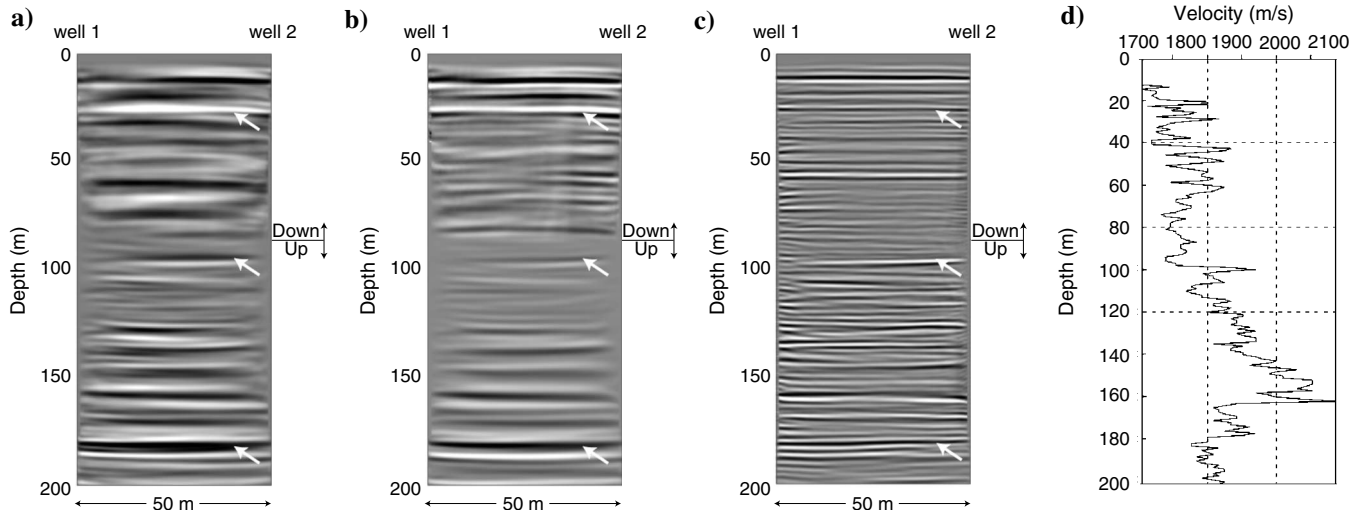 a)
well 1 well 2
0
50
100
150
200
Depth (m)
50 m
Down
Up
b)
well 1 well 2
0
50
100
150
200
Depth (m)
50 m
Down
Up
c)
well 1 well 2
0
50
100
150
200
Depth (m)
50 m
Down
Up
d)
Velocity (m/s)
1700 1800 1900 2000 2100
0
20
40
60
80
100
120
140
160
180
200
Depth (m)